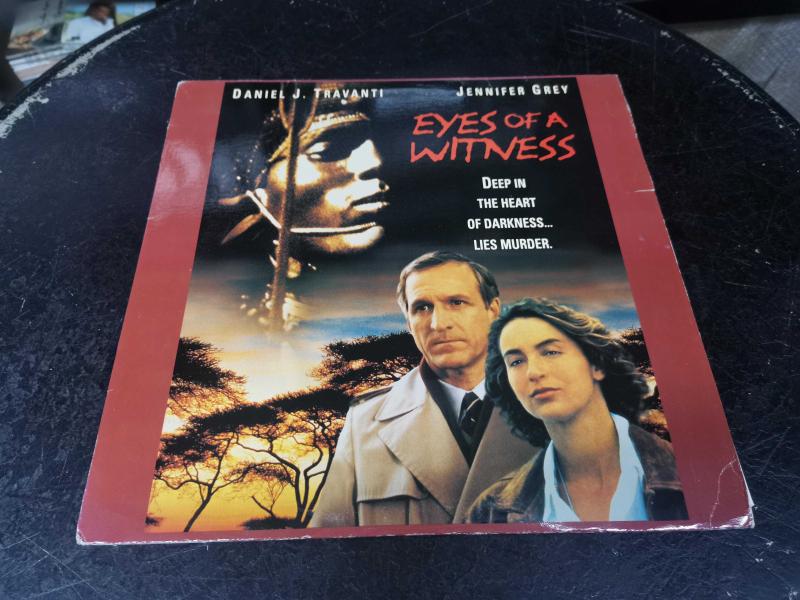 DANIEL J. TRAVANTI JENNIFER GREY
EYES OF A
WITNESS
DEEP IN
THE HEART
OF DARKNESS...
LIES MURDER.